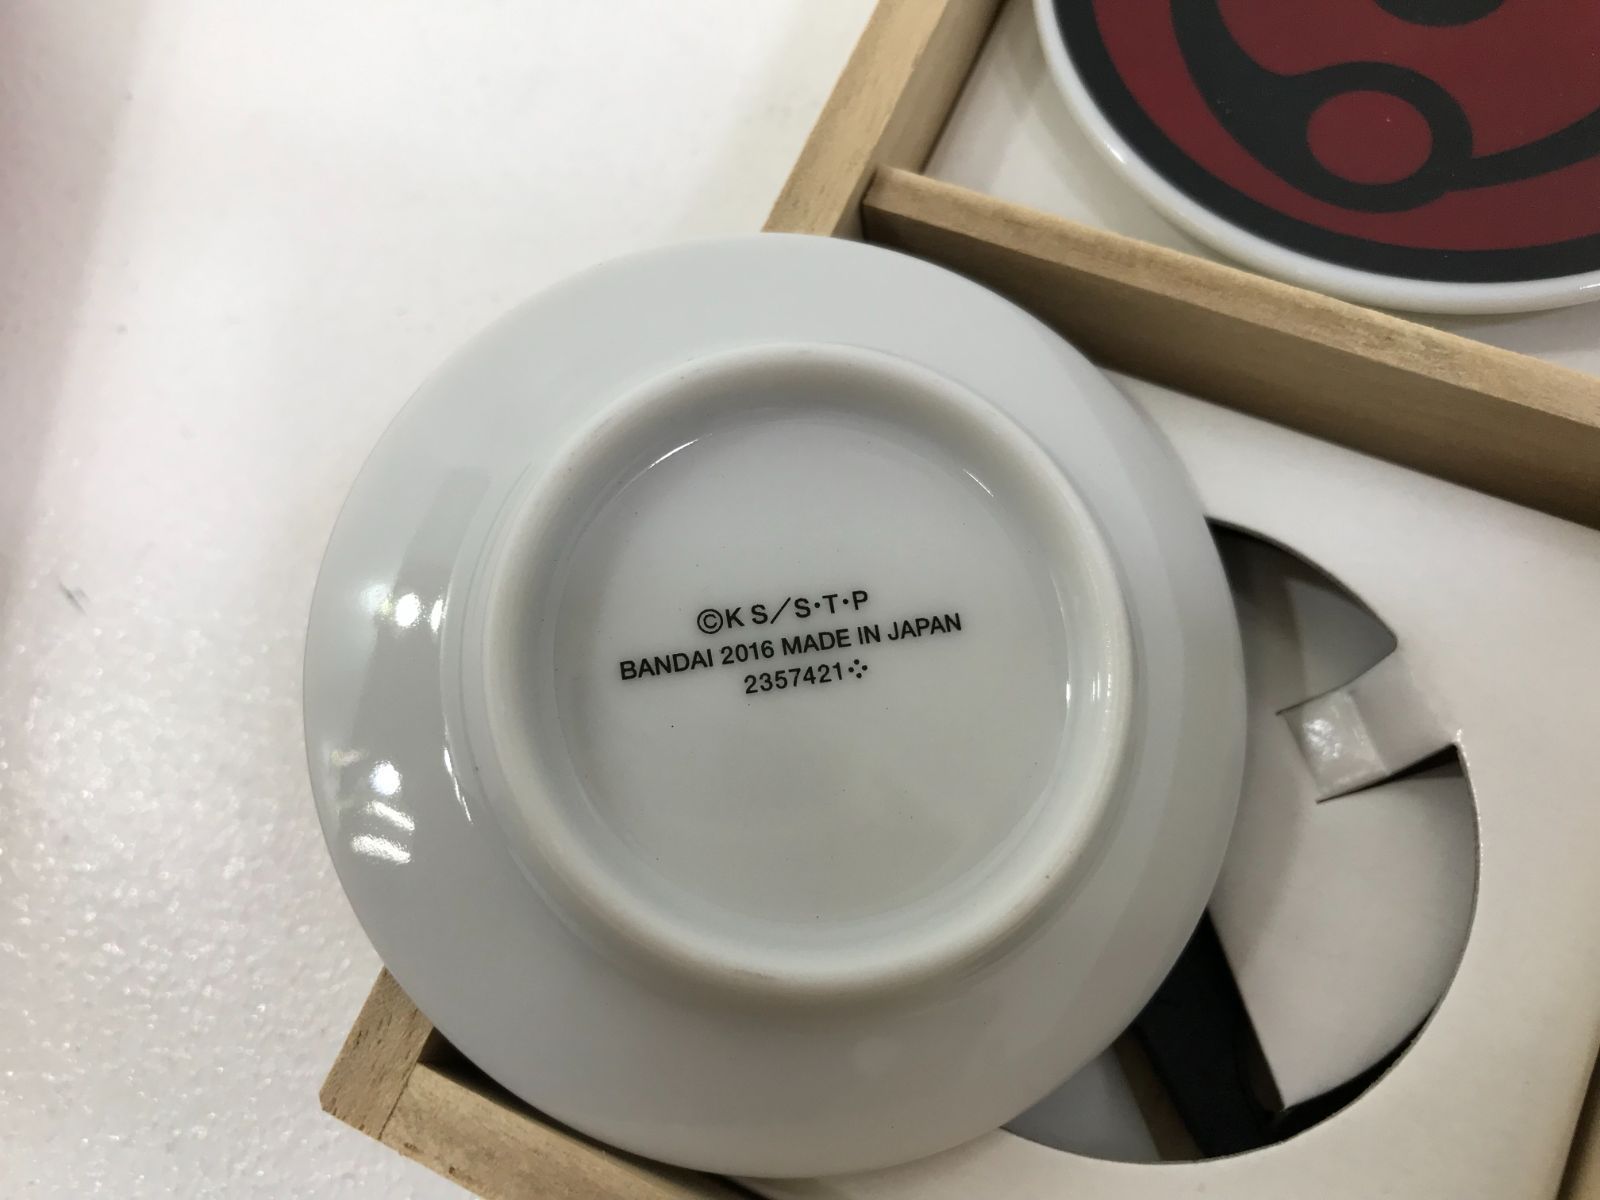 ©K S／S・T・P
BANDAI 2016 MADE IN JAPAN
2357421⁘